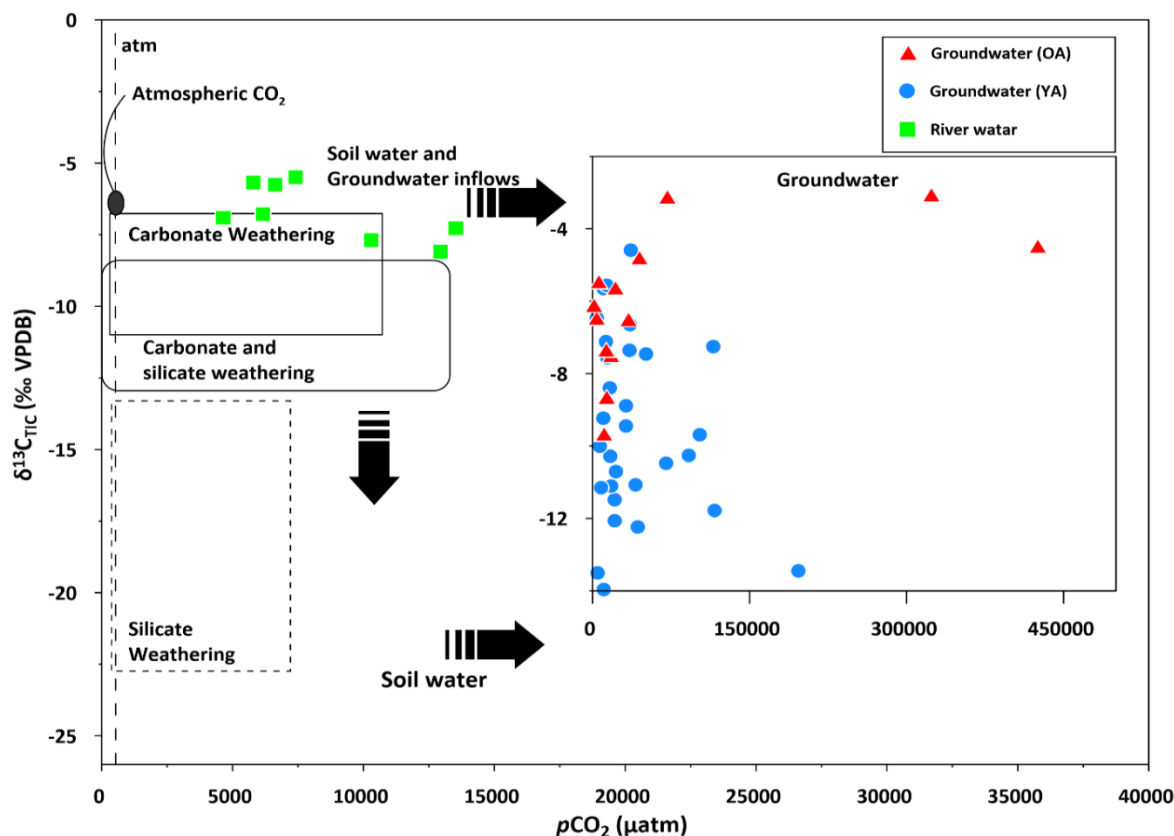 0
-5
-10
-15
-20
-25
δ¹³C_TIC (‰ VPDB)
atm
Atmospheric CO₂
Soil water and
Groundwater inflows
Carbonate Weathering
Carbonate and
silicate weathering
Silicate
Weathering
Soil water
Groundwater (OA)
Groundwater (YA)
River watar
Groundwater
-4
-8
-12
0 150000 300000 450000
0 5000 10000 15000 20000 25000 30000 35000 40000
pCO₂ (µatm)